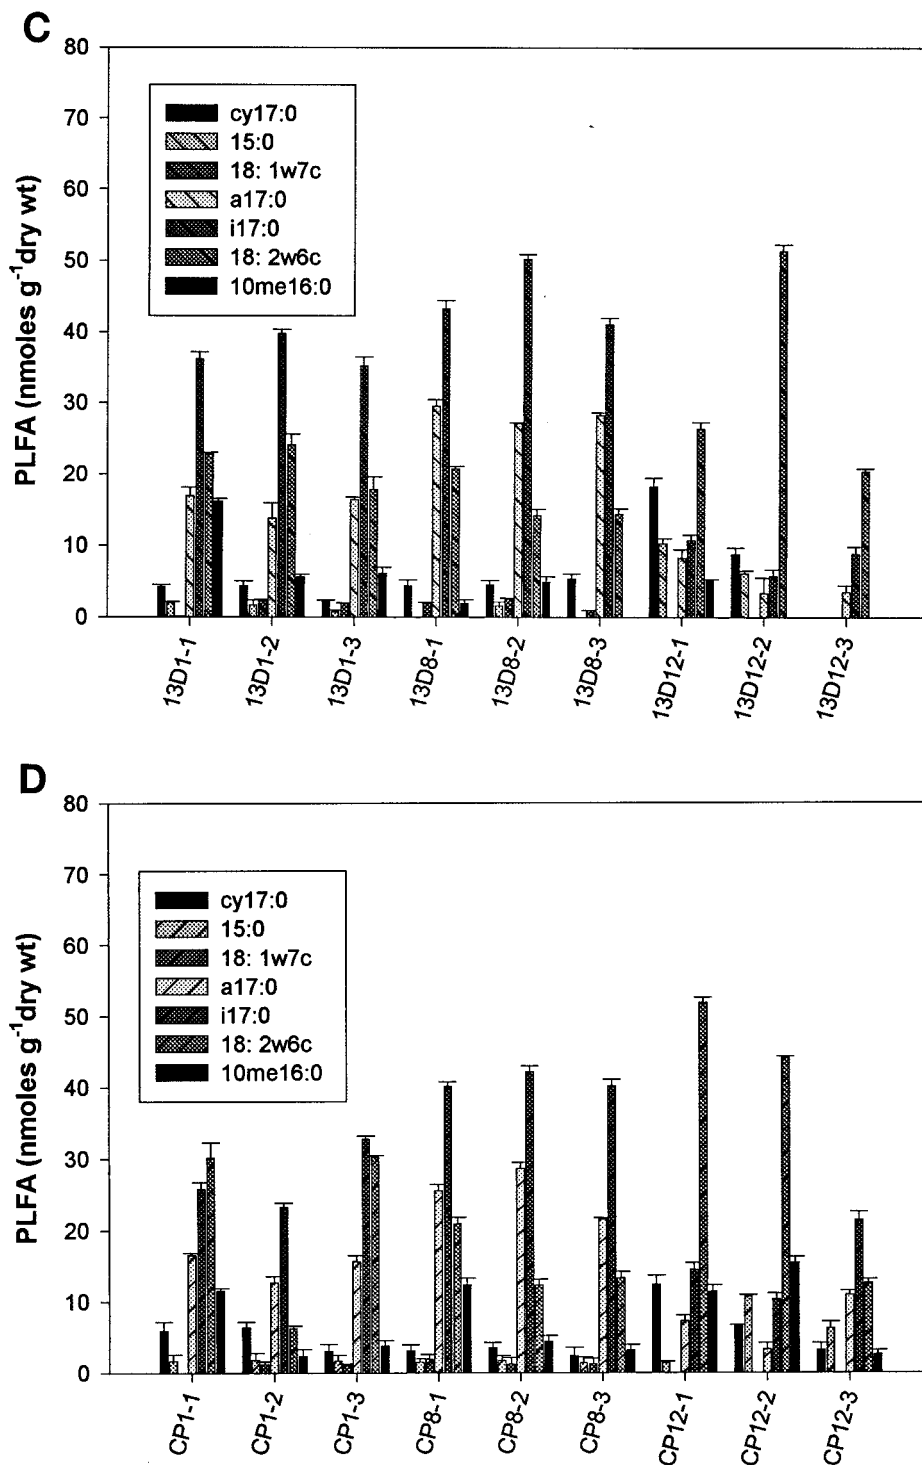 C
80
70
60
50
40
30
20
10
0
PLFA (nmoles g⁻¹dry wt)
cy17:0
15:0
18: 1w7c
a17:0
i17:0
18: 2w6c
10me16:0
13D1-1
13D1-2
13D1-3
13D8-1
13D8-2
13D8-3
13D12-1
13D12-2
13D12-3
D
80
70
60
50
40
30
20
10
0
PLFA (nmoles g⁻¹dry wt)
cy17:0
15:0
18: 1w7c
a17:0
i17:0
18: 2w6c
10me16:0
CP1-1
CP1-2
CP1-3
CP8-1
CP8-2
CP8-3
CP12-1
CP12-2
CP12-3